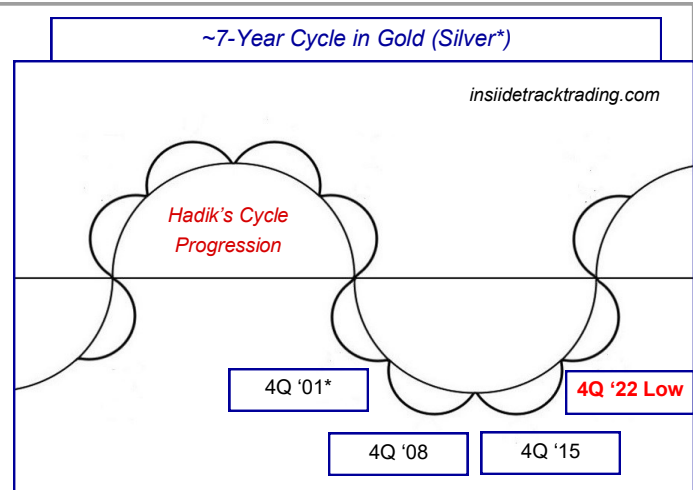 ~7-Year Cycle in Gold (Silver*)
insiidetracktrading.com
Hadik's Cycle
Progression
4Q '01*
4Q ‘22 Low
4Q '08
4Q '15